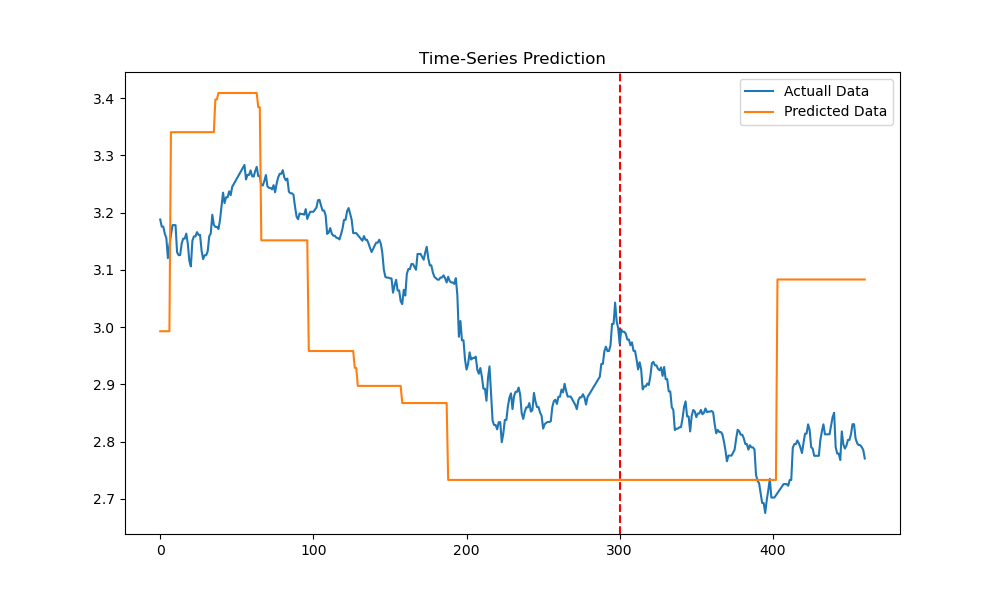 Time-Series Prediction
Actuall Data
Predicted Data
3.4
3.3
3.2
3.1
3.0
2.9
2.8
2.7
0 100 200 300 400